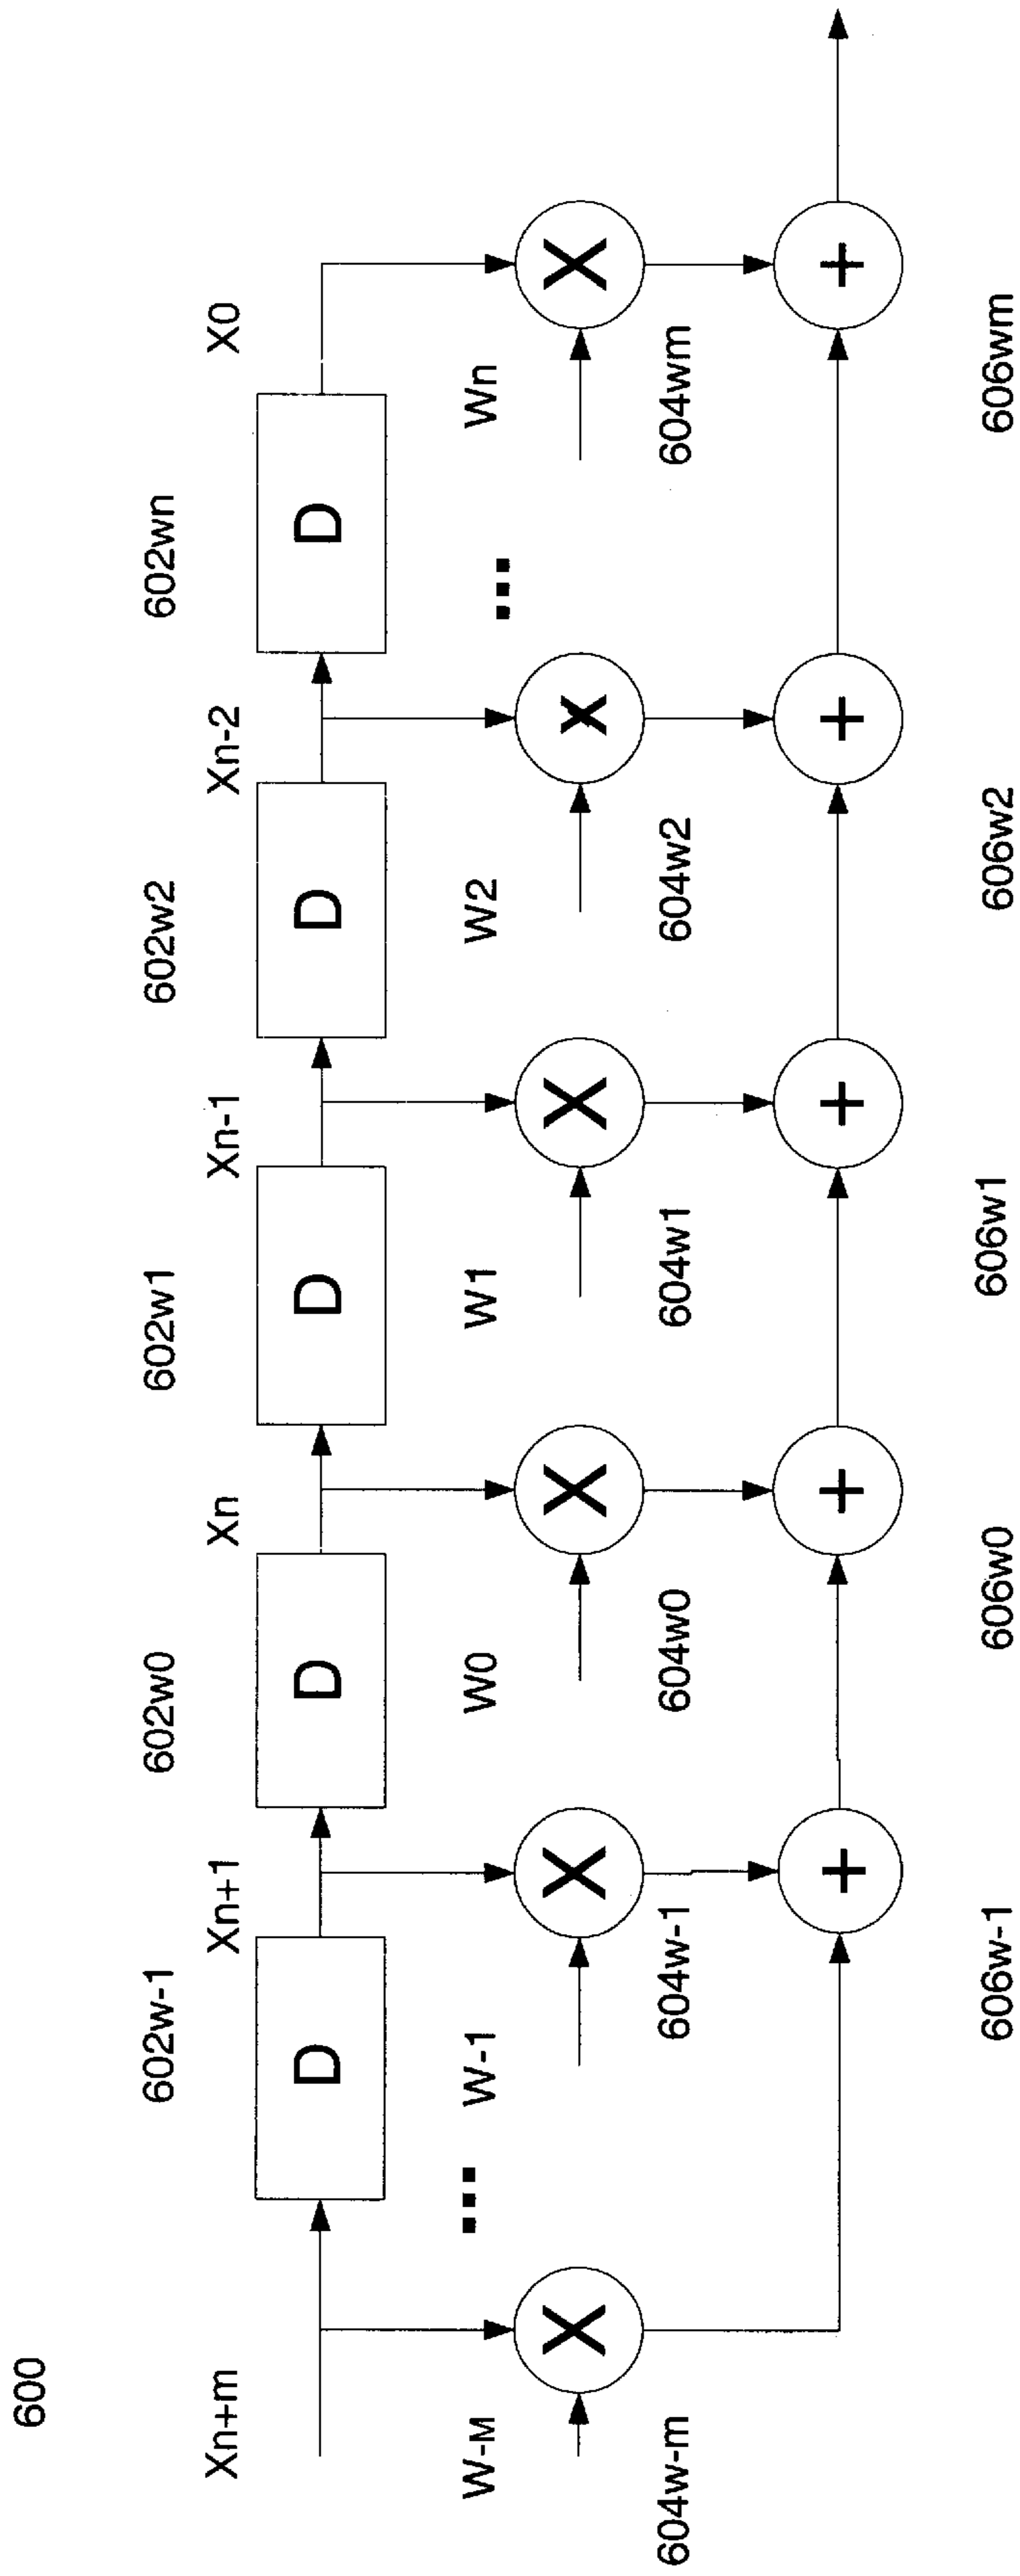 600
602w-1
602w0
602w1
602w2
602wn
Xn+m
Xn+1
Xn
Xn-1
Xn-2
X0
D
D
D
D
D
W-M
...
W-1
W0
W1
W2
...
Wn
X
X
X
X
x
X
604w-m
604w-1
604w0
604w1
604w2
604wm
+
+
+
+
+
606w-1
606w0
606w1
606w2
606wm